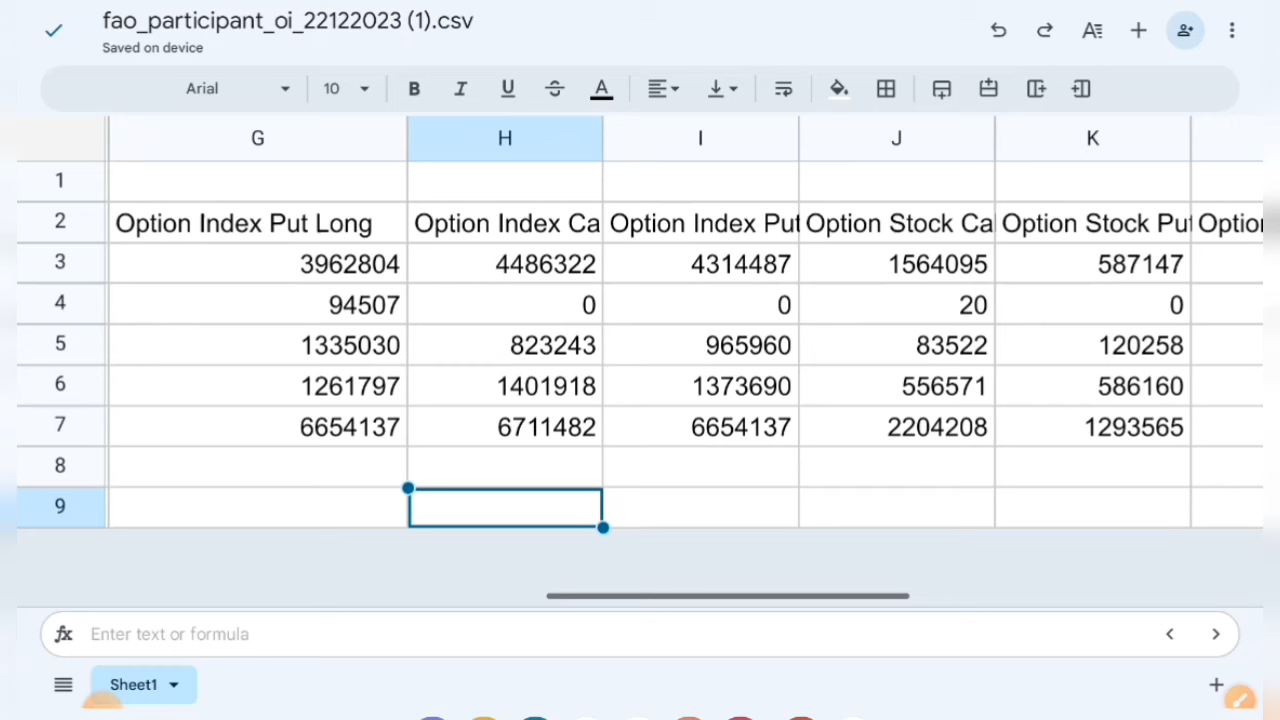 fao_participant_oi_22122023 (1).csv
Saved on device
Arial 10 B I U S A
G H I J K
1
2 Option Index Put Long Option Index Ca Option Index Put Option Stock Ca Option Stock Put Optio
3 3962804 4486322 4314487 1564095 587147
4 94507 0 0 20 0
5 1335030 823243 965960 83522 120258
6 1261797 1401918 1373690 556571 586160
7 6654137 6711482 6654137 2204208 1293565
8
9
fx Enter text or formula
Sheet1